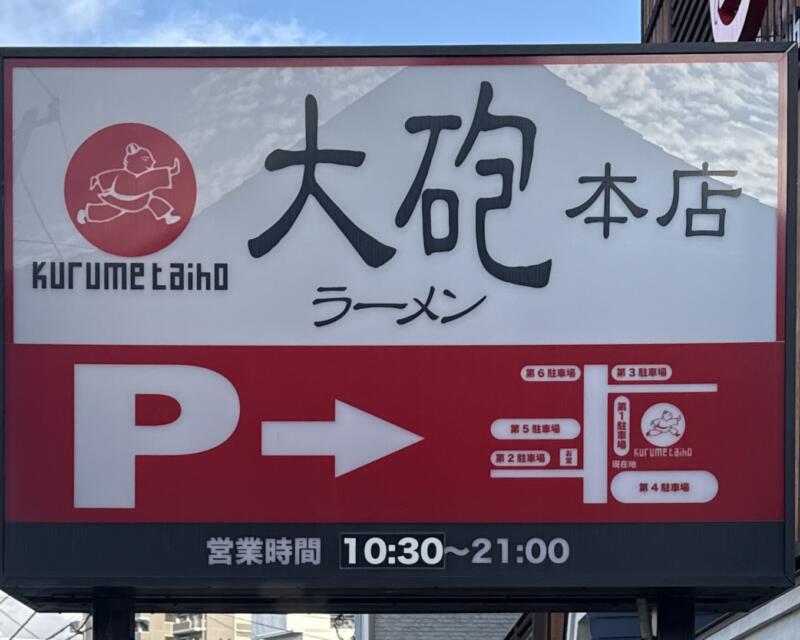 大砲 本店
kurume taiho
ラーメン
P
第6駐車場
第3駐車場
第1駐車場
第5駐車場
kurume taiho
第2駐車場
お堂
現在地
第4駐車場
営業時間 10:30～21:00